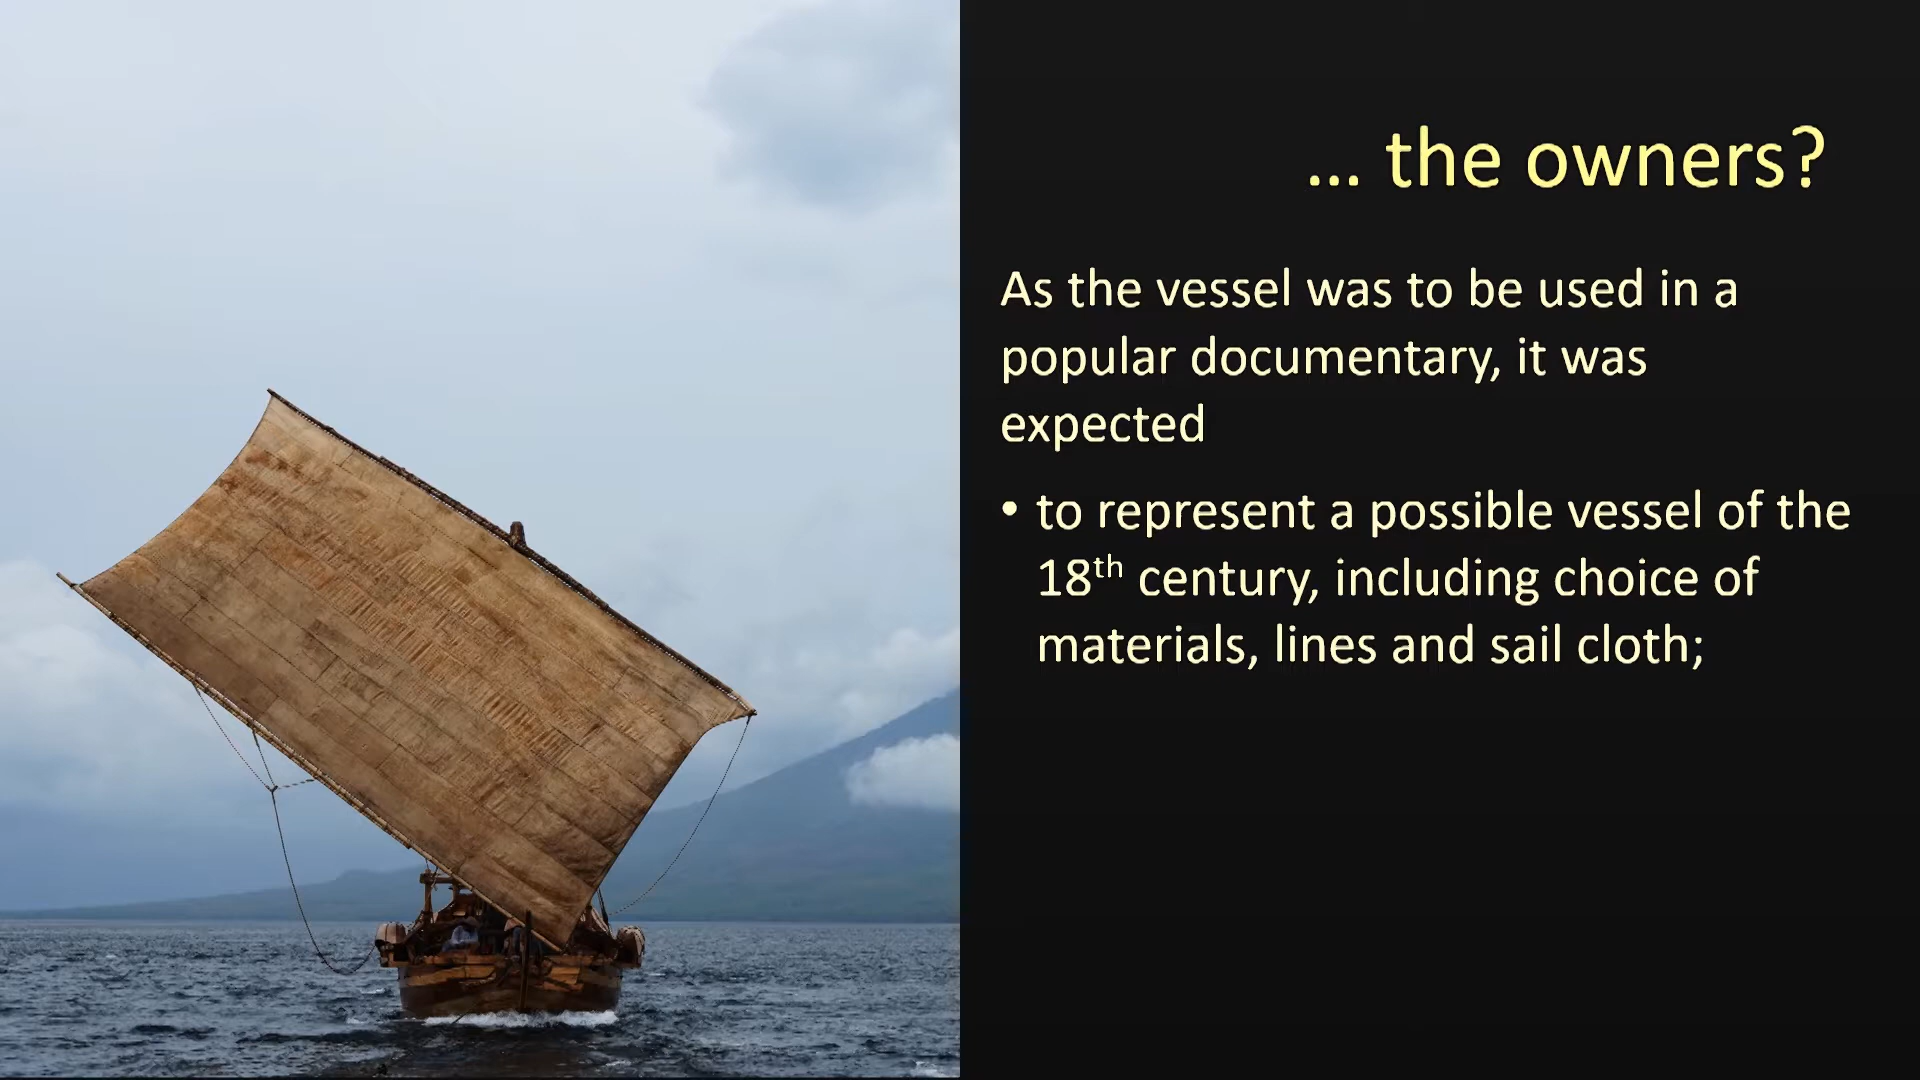 ... the owners?
As the vessel was to be used in a
popular documentary, it was
expected
• to represent a possible vessel of the
18th century, including choice of
materials, lines and sail cloth;